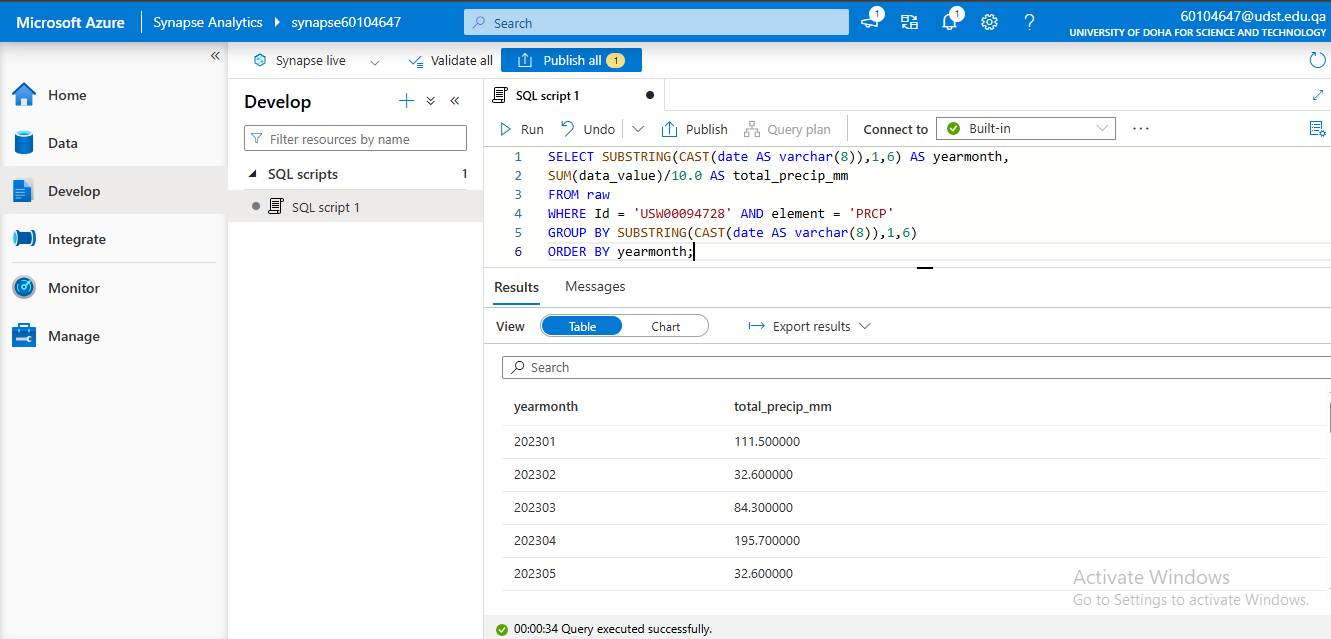 Microsoft Azure Synapse Analytics synapse60104647 Search 1 1 60104647@udst.edu.qa
UNIVERSITY OF DOHA FOR SCIENCE AND TECHNOLOGY
Home
Data
Develop
Integrate
Monitor
Manage
Synapse live Validate all Publish all 1
Develop
Filter resources by name
SQL scripts 1
SQL script 1
SQL script 1
Run Undo Publish Query plan Connect to Built-in
1 SELECT SUBSTRING(CAST(date AS varchar(8)),1,6) AS yearmonth,
2 SUM(data_value)/10.0 AS total_precip_mm
3 FROM raw
4 WHERE Id = 'USW00094728' AND element = 'PRCP'
5 GROUP BY SUBSTRING(CAST(date AS varchar(8)),1,6)
6 ORDER BY yearmonth;
Results Messages
View Table Chart Export results
Search
yearmonth total_precip_mm
202301 111.500000
202302 32.600000
202303 84.300000
202304 195.700000
202305 32.600000
Activate Windows
Go to Settings to activate Windows.
00:00:34 Query executed successfully.